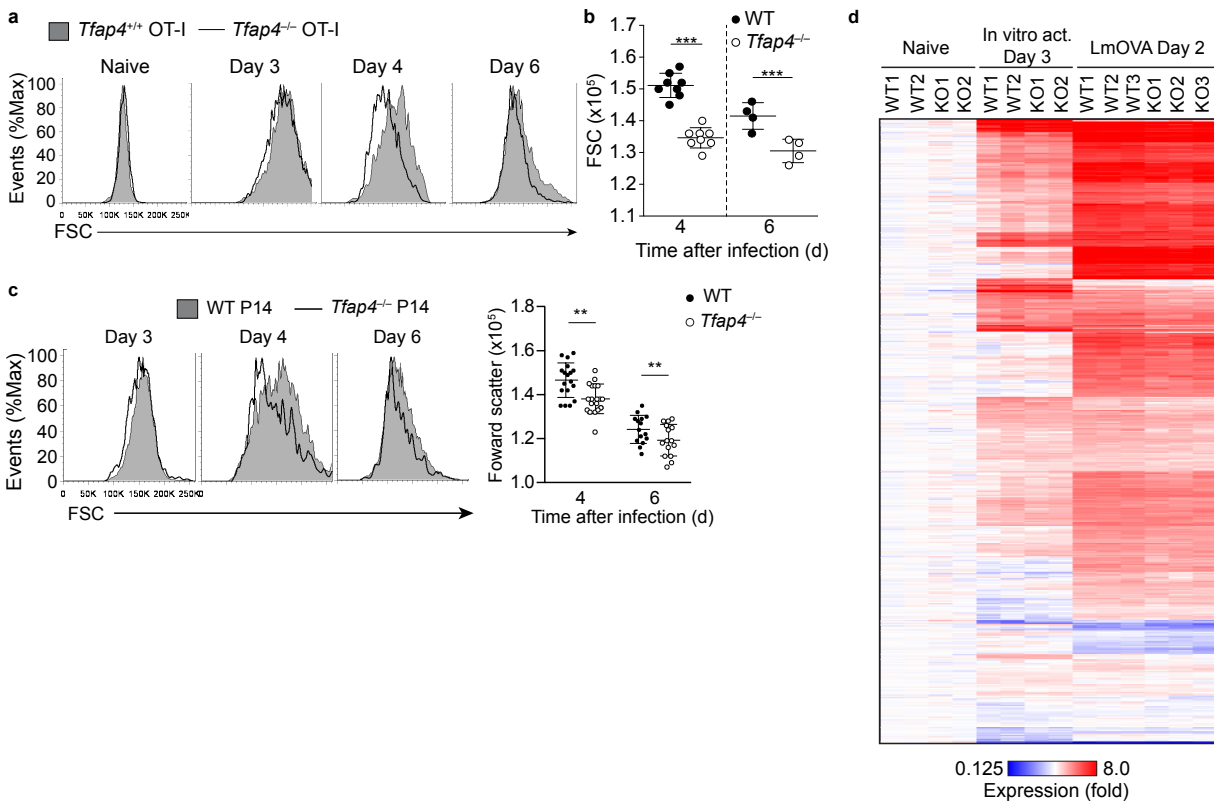 a
Tfap4+/+ OT-I Tfap4–/– OT-I
Naive Day 3 Day 4 Day 6
Events (%Max)
100
80
60
40
20
0
0 50K 100K 150K 200K 250K
FSC
b
WT
Tfap4–/–
*** ***
FSC (x10^5)
1.7
1.6
1.5
1.4
1.3
1.2
1.1
4 6
Time after infection (d)
c
WT P14 Tfap4–/– P14
Day 3 Day 4 Day 6
Events (%Max)
100
80
60
40
20
0
0 50K 100K 150K 200K 250K
FSC
WT
Tfap4–/–
** **
Foward scatter (x10^5)
1.8
1.6
1.4
1.2
1.0
4 6
Time after infection (d)
d
Naive In vitro act. Day 3 LmOVA Day 2
WT1 WT2 KO1 KO2 WT1 WT2 KO1 KO2 WT1 WT2 WT3 KO1 KO2 KO3
0.125 8.0
Expression (fold)